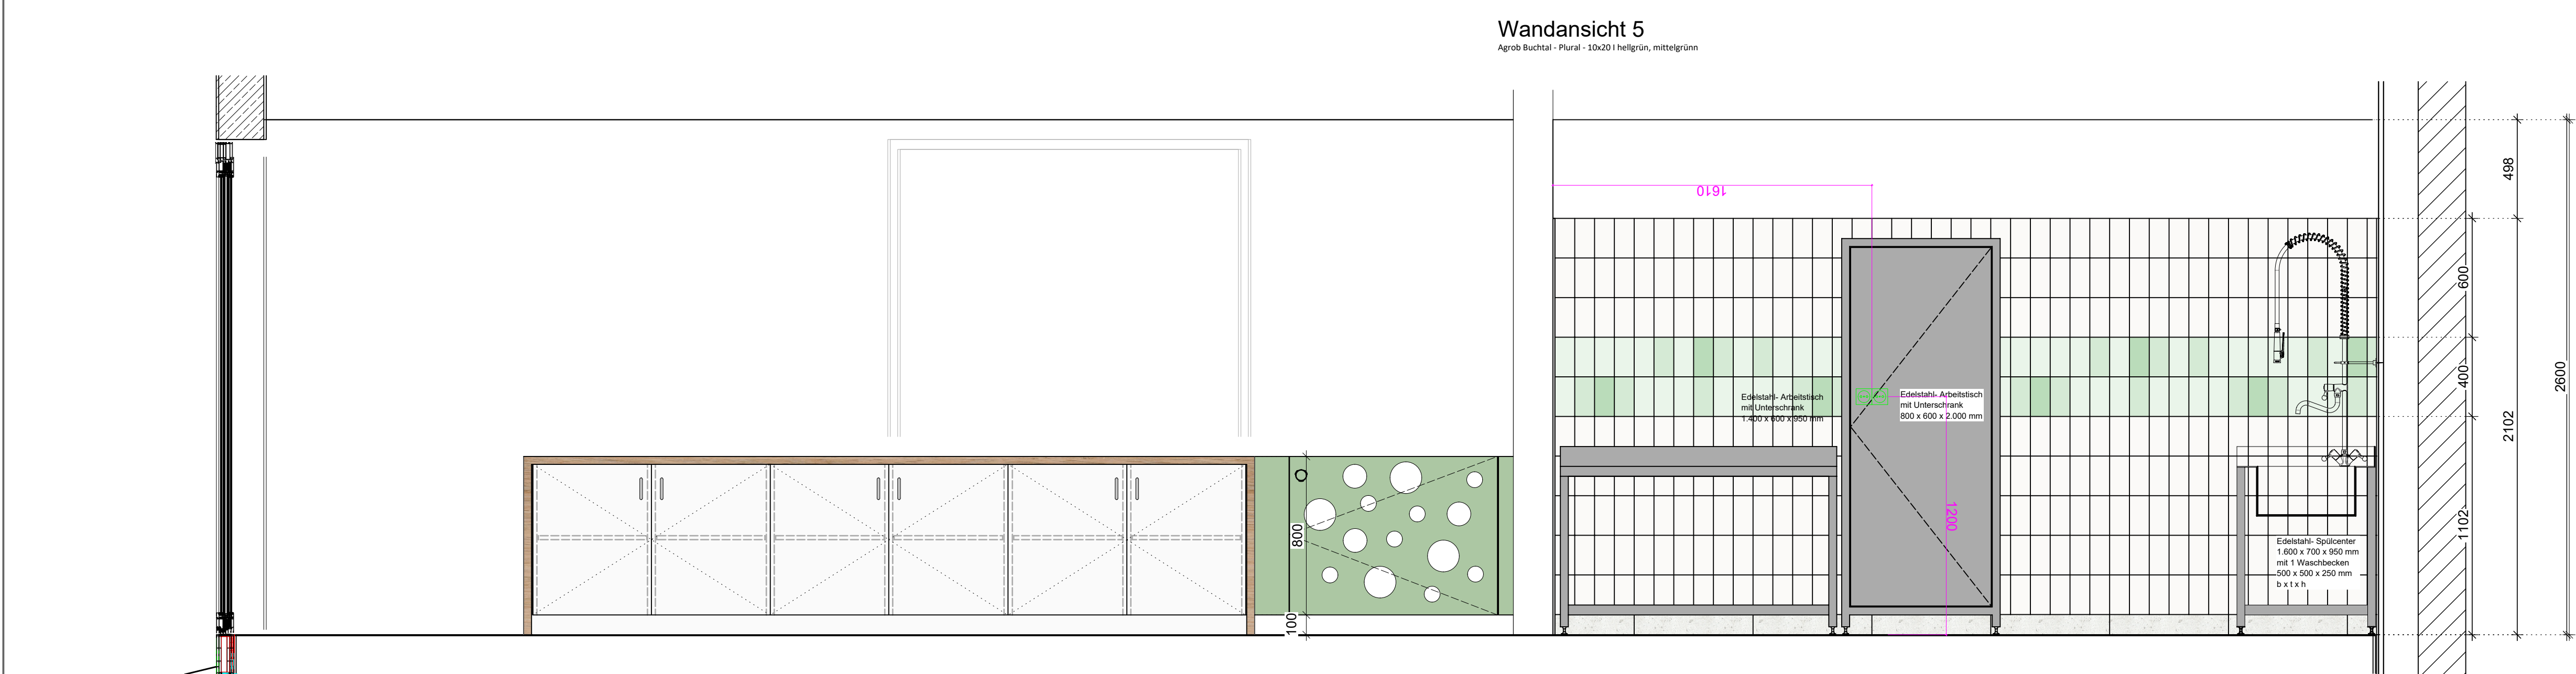 Wandansicht 5
Agrob Buchtal - Plural - 10x20 I hellgrün, mittelgrünn
1610
498
600
400
2102
2600
1102
1200
800
100
Edelstahl- Arbeitstisch
mit Unterschrank
1.400 x 600 x 950 mm
Edelstahl- Arbeitstisch
mit Unterschrank
800 x 600 x 2.000 mm
Edelstahl- Spülcenter
1.600 x 700 x 950 mm
mit 1 Waschbecken
500 x 500 x 250 mm
b x t x h